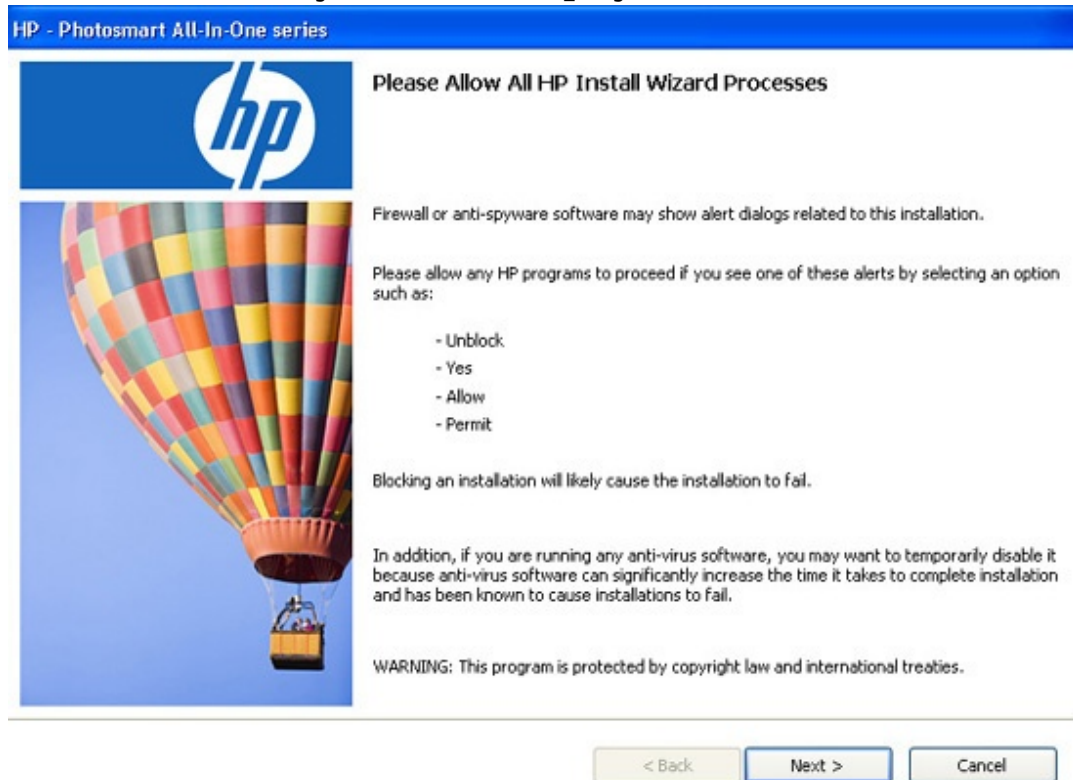 HP - Photosmart All-In-One series
hp
Please Allow All HP Install Wizard Processes
Firewall or anti-spyware software may show alert dialogs related to this installation.
Please allow any HP programs to proceed if you see one of these alerts by selecting an option
such as:
- Unblock
- Yes
- Allow
- Permit
Blocking an installation will likely cause the installation to fail.
In addition, if you are running any anti-virus software, you may want to temporarily disable it
because anti-virus software can significantly increase the time it takes to complete installation
and has been known to cause installations to fail.
WARNING: This program is protected by copyright law and international treaties.
< Back
Next >
Cancel